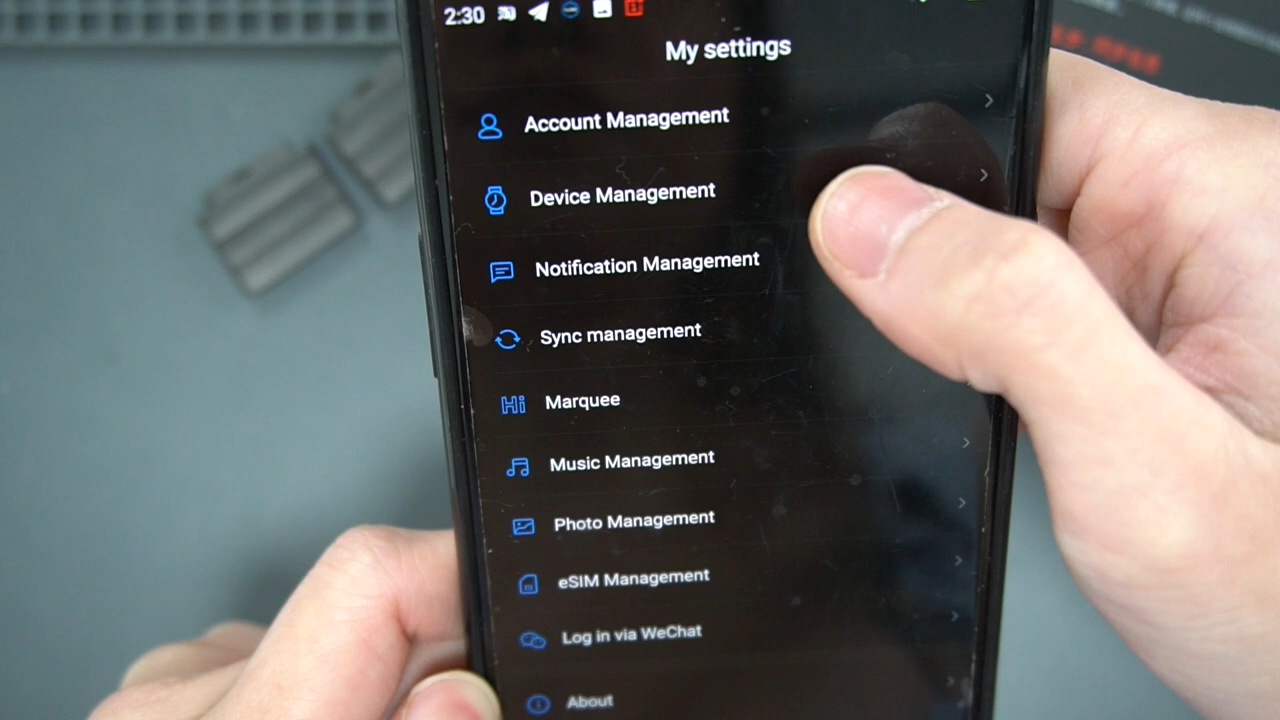 2:30
My settings
Account Management
Device Management
Notification Management
Sync management
Hi Marquee
Music Management
Photo Management
eSIM Management
Log in via WeChat
About